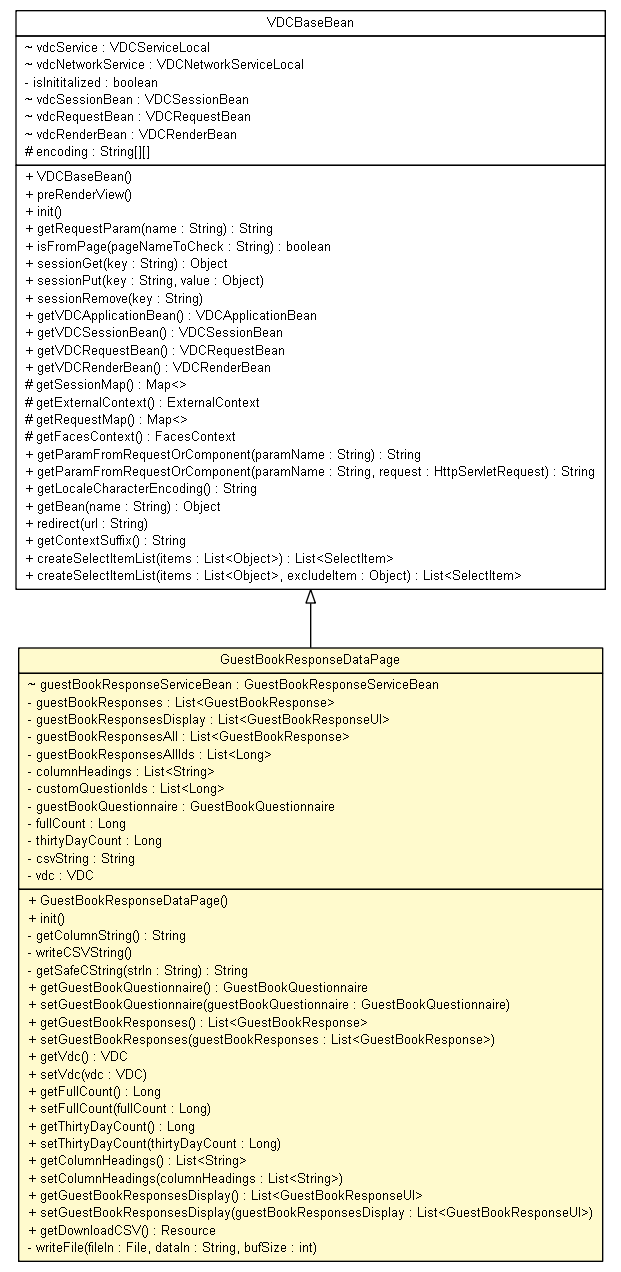 VDCBaseBean
~ vdcService : VDCServiceLocal
~ vdcNetworkService : VDCNetworkServiceLocal
- isInititalized : boolean
~ vdcSessionBean : VDCSessionBean
~ vdcRequestBean : VDCRequestBean
~ vdcRenderBean : VDCRenderBean
# encoding : String[][]
+ VDCBaseBean()
+ preRenderView()
+ init()
+ getRequestParam(name : String) : String
+ isFromPage(pageNameToCheck : String) : boolean
+ sessionGet(key : String) : Object
+ sessionPut(key : String, value : Object)
+ sessionRemove(key : String)
+ getVDCApplicationBean() : VDCApplicationBean
+ getVDCSessionBean() : VDCSessionBean
+ getVDCRequestBean() : VDCRequestBean
+ getVDCRenderBean() : VDCRenderBean
# getSessionMap() : Map<>
# getExternalContext() : ExternalContext
# getRequestMap() : Map<>
# getFacesContext() : FacesContext
+ getParamFromRequestOrComponent(paramName : String) : String
+ getParamFromRequestOrComponent(paramName : String, request : HttpServletRequest) : String
+ getLocaleCharacterEncoding() : String
+ getBean(name : String) : Object
+ redirect(url : String)
+ getContextSuffix() : String
+ createSelectItemList(items : List<Object>) : List<SelectItem>
+ createSelectItemList(items : List<Object>, excludeItem : Object) : List<SelectItem>
GuestBookResponseDataPage
~ guestBookResponseServiceBean : GuestBookResponseServiceBean
- guestBookResponses : List<GuestBookResponse>
- guestBookResponsesDisplay : List<GuestBookResponseUI>
- guestBookResponsesAll : List<GuestBookResponse>
- guestBookResponsesAllIds : List<Long>
- columnHeadings : List<String>
- customQuestionIds : List<Long>
- guestBookQuestionnaire : GuestBookQuestionnaire
- fullCount : Long
- thirtyDayCount : Long
- csvString : String
- vdc : VDC
+ GuestBookResponseDataPage()
+ init()
- getColumnString() : String
- writeCSVString()
- getSafeCString(strIn : String) : String
+ getGuestBookQuestionnaire() : GuestBookQuestionnaire
+ setGuestBookQuestionnaire(guestBookQuestionnaire : GuestBookQuestionnaire)
+ getGuestBookResponses() : List<GuestBookResponse>
+ setGuestBookResponses(guestBookResponses : List<GuestBookResponse>)
+ getVdc() : VDC
+ setVdc(vdc : VDC)
+ getFullCount() : Long
+ setFullCount(fullCount : Long)
+ getThirtyDayCount() : Long
+ setThirtyDayCount(thirtyDayCount : Long)
+ getColumnHeadings() : List<String>
+ setColumnHeadings(columnHeadings : List<String>)
+ getGuestBookResponsesDisplay() : List<GuestBookResponseUI>
+ setGuestBookResponsesDisplay(guestBookResponsesDisplay : List<GuestBookResponseUI>)
+ getDownloadCSV() : Resource
- writeFile(fileIn : File, dataIn : String, bufSize : int)